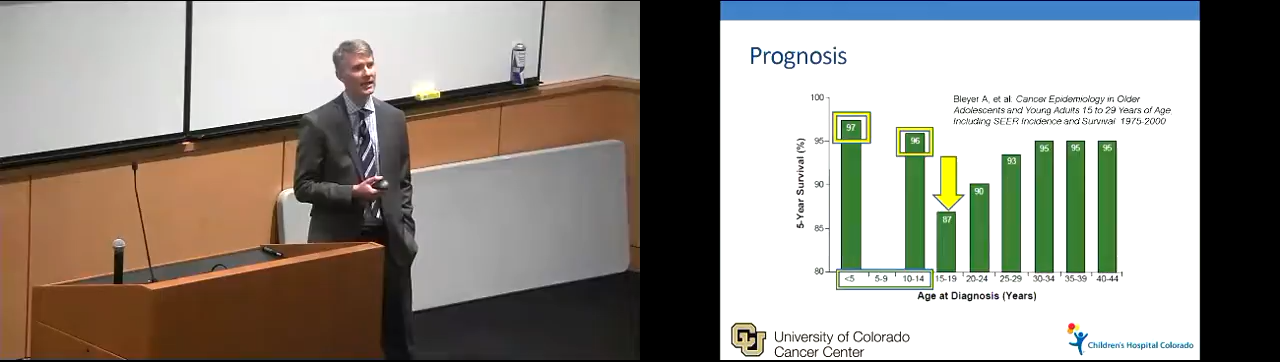 Prognosis
Bleyer A, et al. Cancer Epidemiology in Older
Adolescents and Young Adults 15 to 29 Years of Age
Including SEER Incidence and Survival 1975-2000
5-Year Survival (%)
100
95
90
85
80
97
96
87
90
93
95
95
95
<5
5-9
10-14
15-19
20-24
25-29
30-34
35-39
40-44
Age at Diagnosis (Years)
CU
University of Colorado
Cancer Center
Children's Hospital Colorado